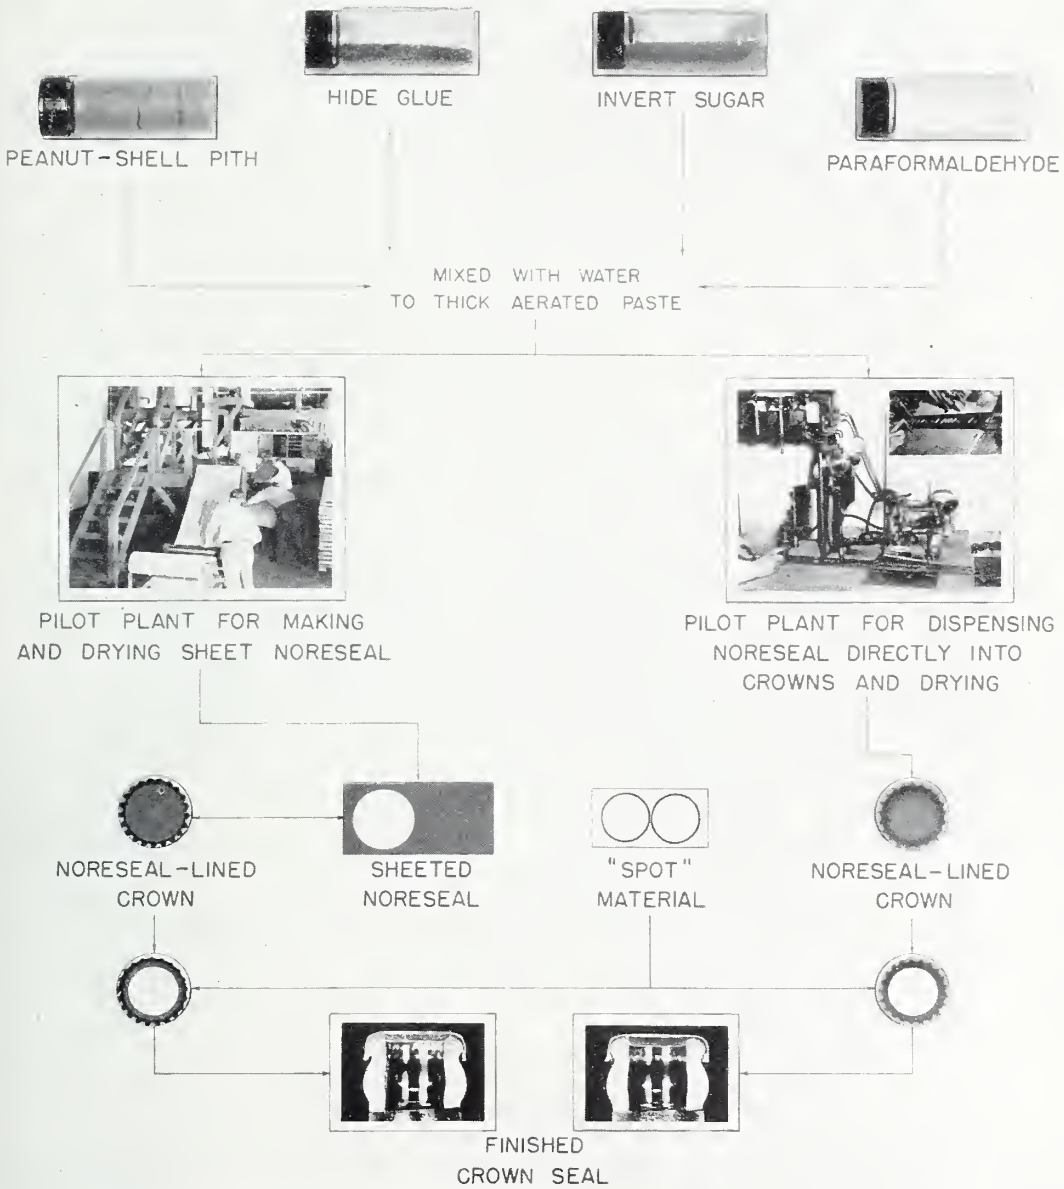 HIDE GLUE
INVERT SUGAR
PEANUT-SHELL PITH
PARAFORMALDEHYDE
MIXED WITH WATER
TO THICK AERATED PASTE
PILOT PLANT FOR MAKING
AND DRYING SHEET NORESEAL
PILOT PLANT FOR DISPENSING
NORESEAL DIRECTLY INTO
CROWNS AND DRYING
NORESEAL-LINED
CROWN
SHEETED
NORESEAL
"SPOT"
MATERIAL
NORESEAL-LINED
CROWN
FINISHED
CROWN SEAL